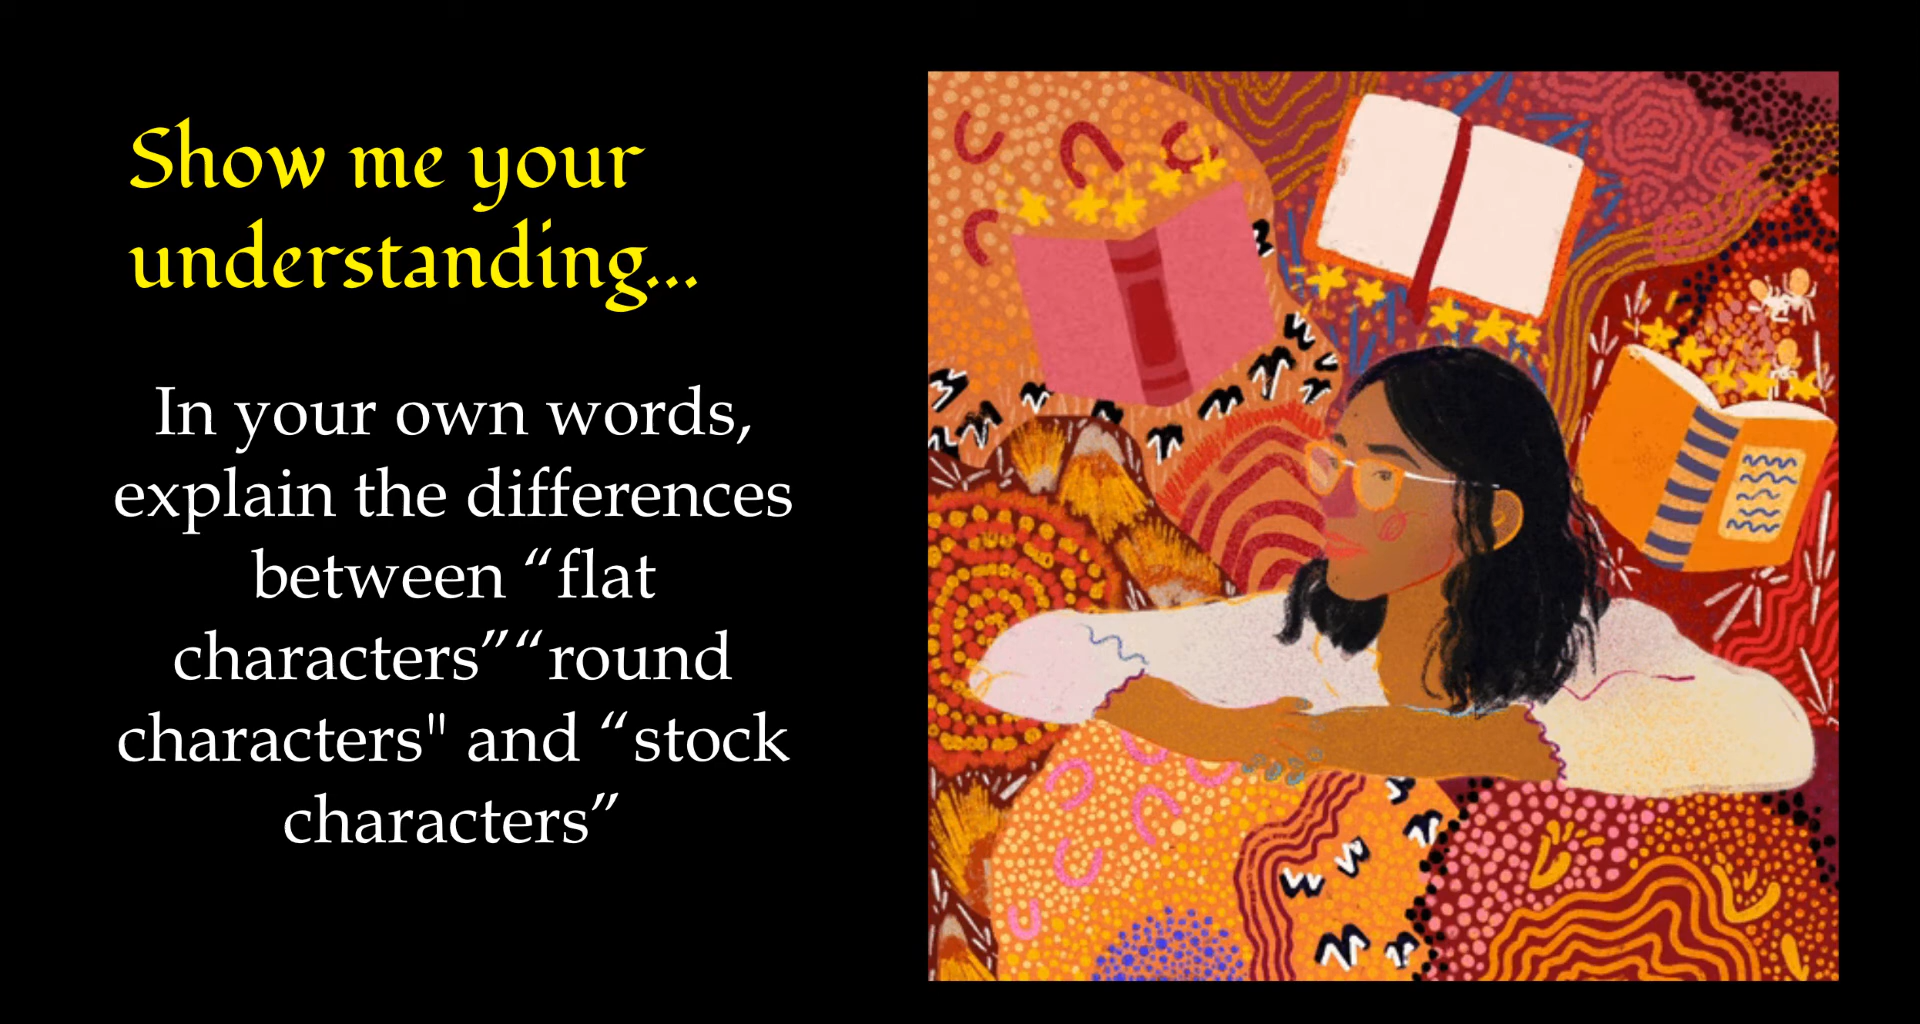 Show me your
understanding...
In your own words,
explain the differences
between “flat
characters”“round
characters" and “stock
characters”